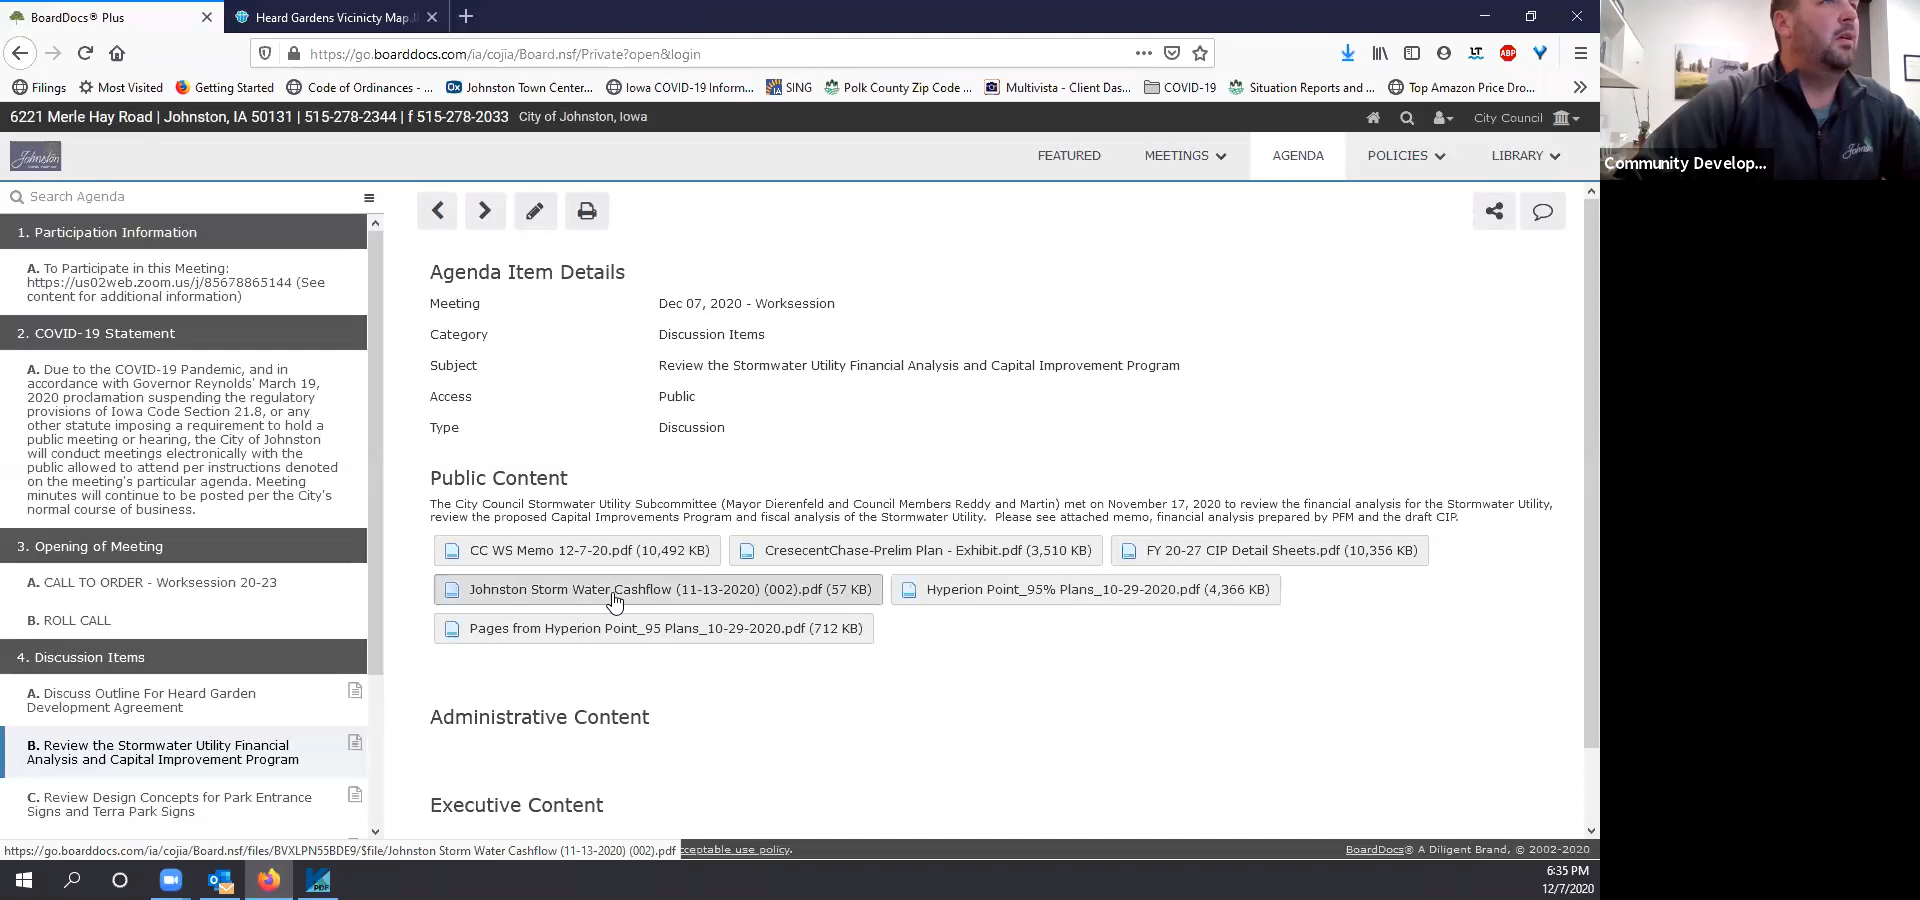 BoardDocs® Plus
Heard Gardens Vicinicty Map.
https://go.boarddocs.com/ia/cojia/Board.nsf/Private?open&login
Filings
Most Visited
Getting Started
Code of Ordinances - ...
Johnston Town Center...
Iowa COVID-19 Inform...
SING
Polk County Zip Code ...
Multivista - Client Das...
COVID-19
Situation Reports and ...
Top Amazon Price Dro...
6221 Merle Hay Road | Johnston, IA 50131 | 515-278-2344 | f 515-278-2033 City of Johnston, Iowa
City Council
Johnston
FEATURED
MEETINGS
AGENDA
POLICIES
LIBRARY
Search Agenda
1. Participation Information
A. To Participate in this Meeting:
https://us02web.zoom.us/j/85678865144 (See
content for additional information)
2. COVID-19 Statement
A. Due to the COVID-19 Pandemic, and in
accordance with Governor Reynolds' March 19,
2020 proclamation suspending the regulatory
provisions of Iowa Code Section 21.8, or any
other statute imposing a requirement to hold a
public meeting or hearing, the City of Johnston
will conduct meetings electronically with the
public allowed to attend per instructions denoted
on the meeting's particular agenda. Meeting
minutes will continue to be posted per the City's
normal course of business.
3. Opening of Meeting
A. CALL TO ORDER - Worksession 20-23
B. ROLL CALL
4. Discussion Items
A. Discuss Outline For Heard Garden
Development Agreement
B. Review the Stormwater Utility Financial
Analysis and Capital Improvement Program
C. Review Design Concepts for Park Entrance
Signs and Terra Park Signs
Agenda Item Details
Meeting Dec 07, 2020 - Worksession
Category Discussion Items
Subject Review the Stormwater Utility Financial Analysis and Capital Improvement Program
Access Public
Type Discussion
Public Content
The City Council Stormwater Utility Subcommittee (Mayor Dierenfeld and Council Members Reddy and Martin) met on November 17, 2020 to review the financial analysis for the Stormwater Utility,
review the proposed Capital Improvements Program and fiscal analysis of the Stormwater Utility. Please see attached memo, financial analysis prepared by PFM and the draft CIP.
CC WS Memo 12-7-20.pdf (10,492 KB)
CresecentChase-Prelim Plan - Exhibit.pdf (3,510 KB)
FY 20-27 CIP Detail Sheets.pdf (10,356 KB)
Johnston Storm Water Cashflow (11-13-2020) (002).pdf (57 KB)
Hyperion Point_95% Plans_10-29-2020.pdf (4,366 KB)
Pages from Hyperion Point_95 Plans_10-29-2020.pdf (712 KB)
Administrative Content
Executive Content
https://go.boarddocs.com/ia/cojia/Board.nsf/files/BVXLPN55BDE9/$file/Johnston Storm Water Cashflow (11-13-2020) (002).pdf
cceptable use policy.
BoardDocs® A Diligent Brand, © 2002-2020
6:35 PM
12/7/2020
Community Develop...
Johnston